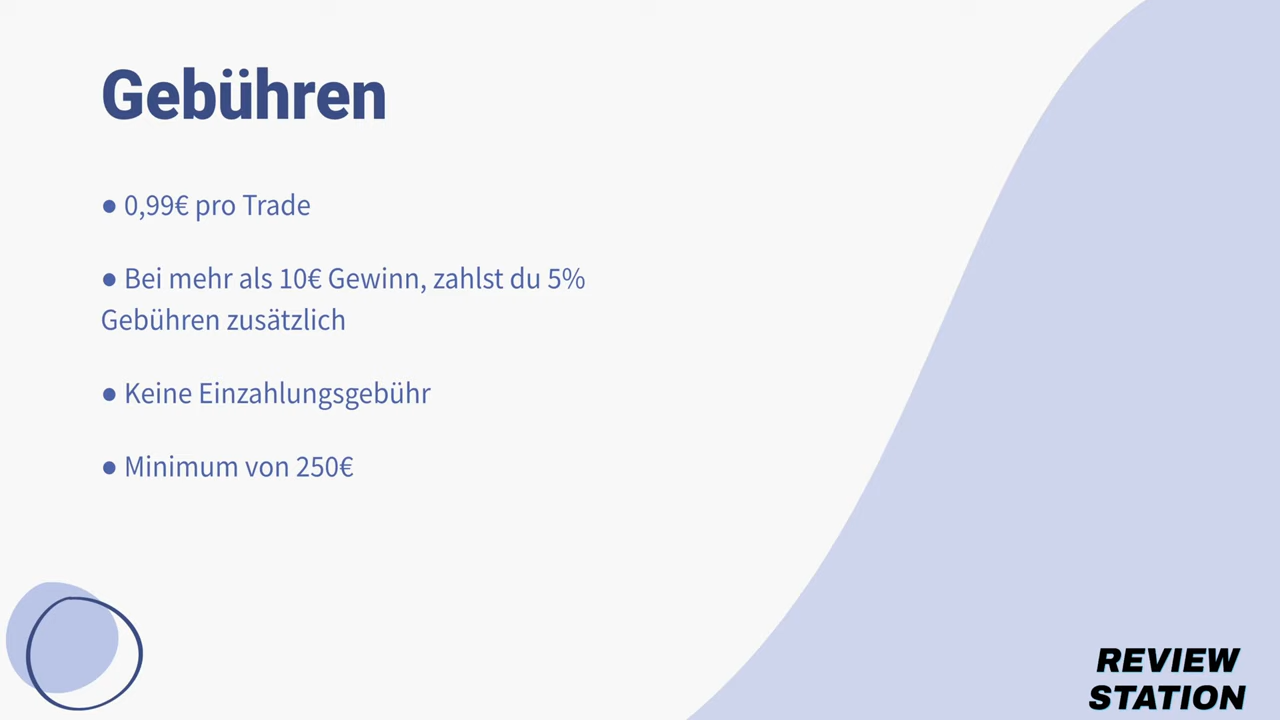 Gebühren
● 0,99€ pro Trade
● Bei mehr als 10€ Gewinn, zahlst du 5%
Gebühren zusätzlich
● Keine Einzahlungsgebühr
● Minimum von 250€
REVIEW
STATION